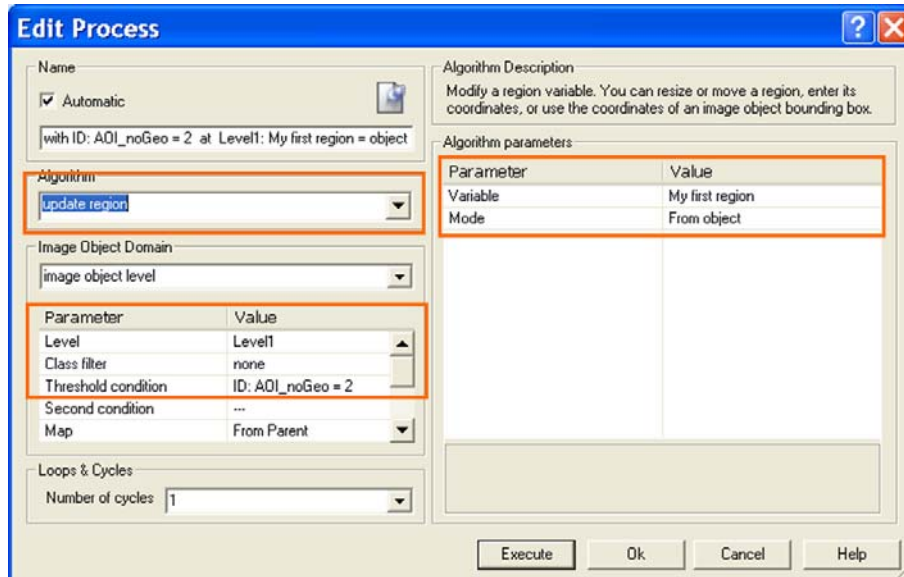 Edit Process
Name
Automatic
with ID: AOI_noGeo = 2 at Level1: My first region = object
Algorithm
update region
Image Object Domain
image object level
Parameter Value
Level Level1
Class filter none
Threshold condition ID: AOI_noGeo = 2
Second condition ---
Map From Parent
Loops & Cycles
Number of cycles 1
Algorithm Description
Modify a region variable. You can resize or move a region, enter its
coordinates, or use the coordinates of an image object bounding box.
Algorithm parameters
Parameter Value
Variable My first region
Mode From object
Execute Ok Cancel Help